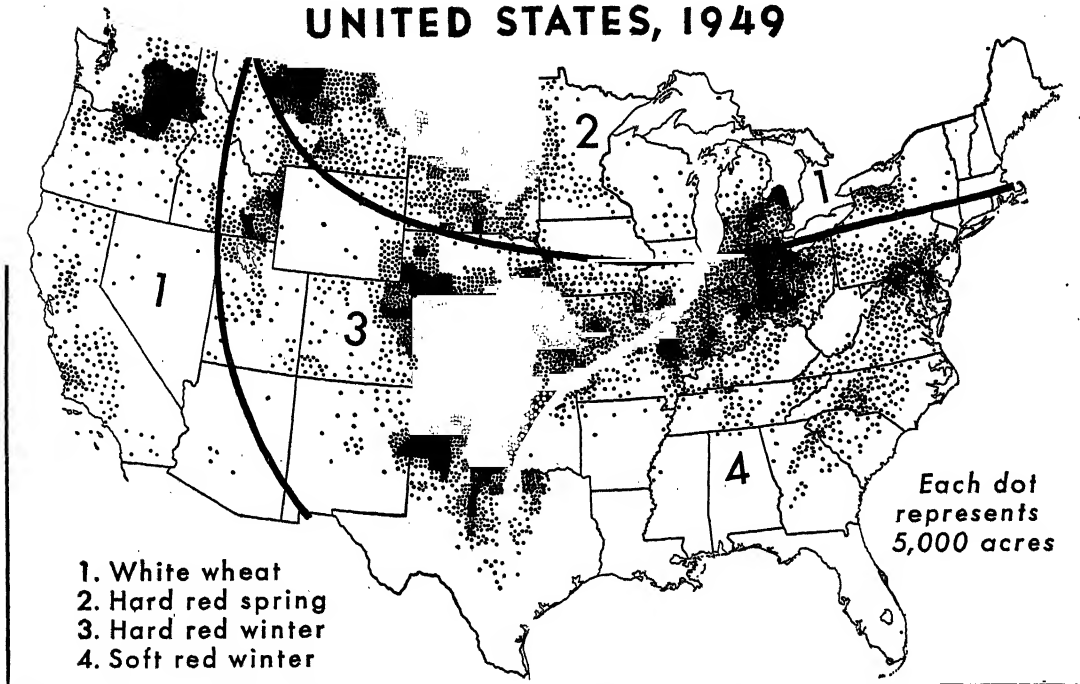 UNITED STATES, 1949
2
1
1
3
4
Each dot
represents
5,000 acres
1. White wheat
2. Hard red spring
3. Hard red winter
4. Soft red winter